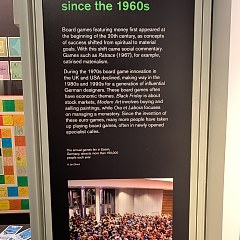 since the 1960s
Board games featuring money first appeared at
the beginning of the 20th century, as concepts
of success shifted from spiritual to material
goals. With this shift came social commentary.
Games such as Ratrace (1967), for example,
satirised materialism.
During the 1970s board game innovation in
the UK and USA declined, making way in the
1980s and 1990s for a generation of influential
German designers. These board games often
have economic themes. Black Friday is about
stock markets, Modern Art involves buying and
selling paintings, while Ora et Labora focuses
on managing a monastery. Since the invention of
these euro games, many more people have taken
up playing board games, often in newly opened
specialist cafes.
The annual games fair in Essen,
Germany, attracts more than
people each year